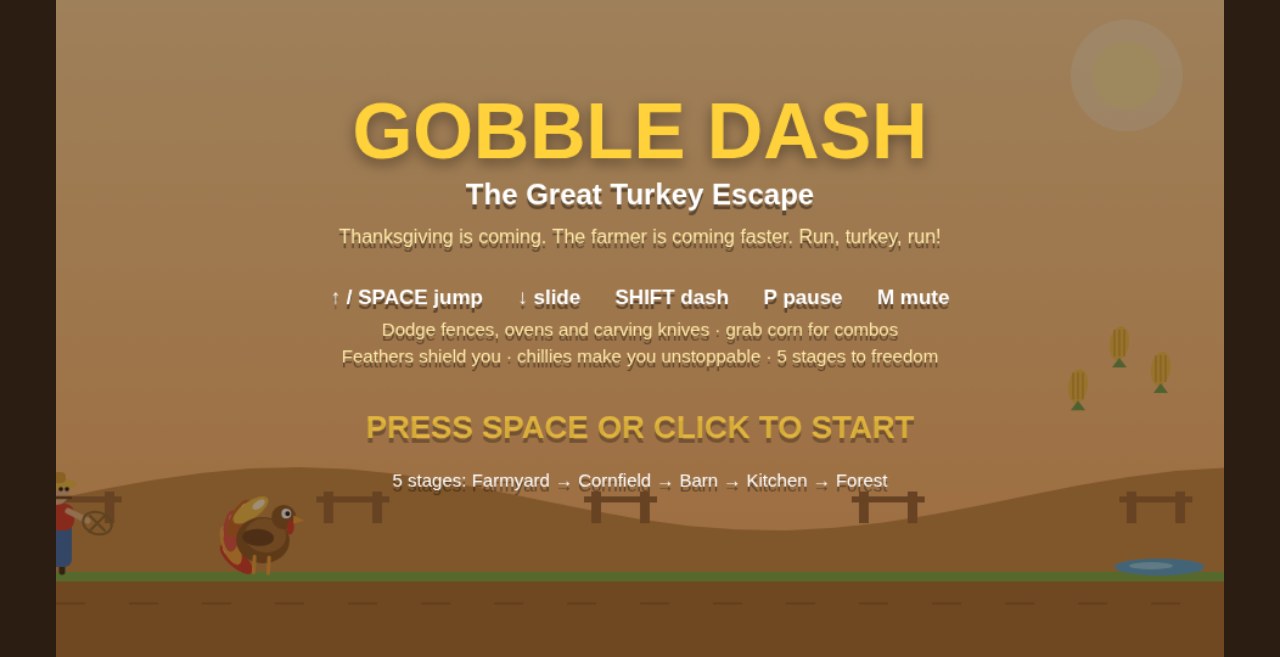 GOBBLE DASH
The Great Turkey Escape
Thanksgiving is coming. The farmer is coming faster. Run, turkey, run!
↑ / SPACE jump ↓ slide SHIFT dash P pause M mute
Dodge fences, ovens and carving knives · grab corn for combos
Feathers shield you · chillies make you unstoppable · 5 stages to freedom
PRESS SPACE OR CLICK TO START
5 stages: Farmyard → Cornfield → Barn → Kitchen → Forest